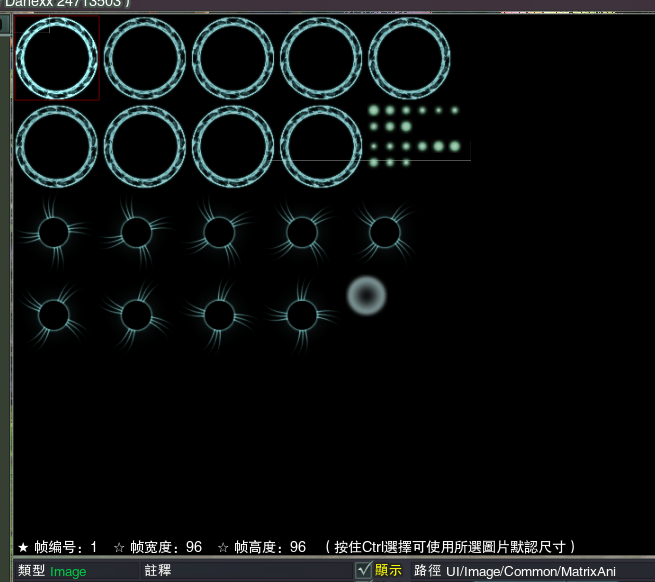 Danexx 24713503 )
★ 帧编号: 1 ☆ 帧宽度: 96 ☆ 帧高度: 96 (按住Ctrl選擇可使用所選圖片默認尺寸)
類型 Image 註釋 顯示 路徑 UI/Image/Common/MatrixAni